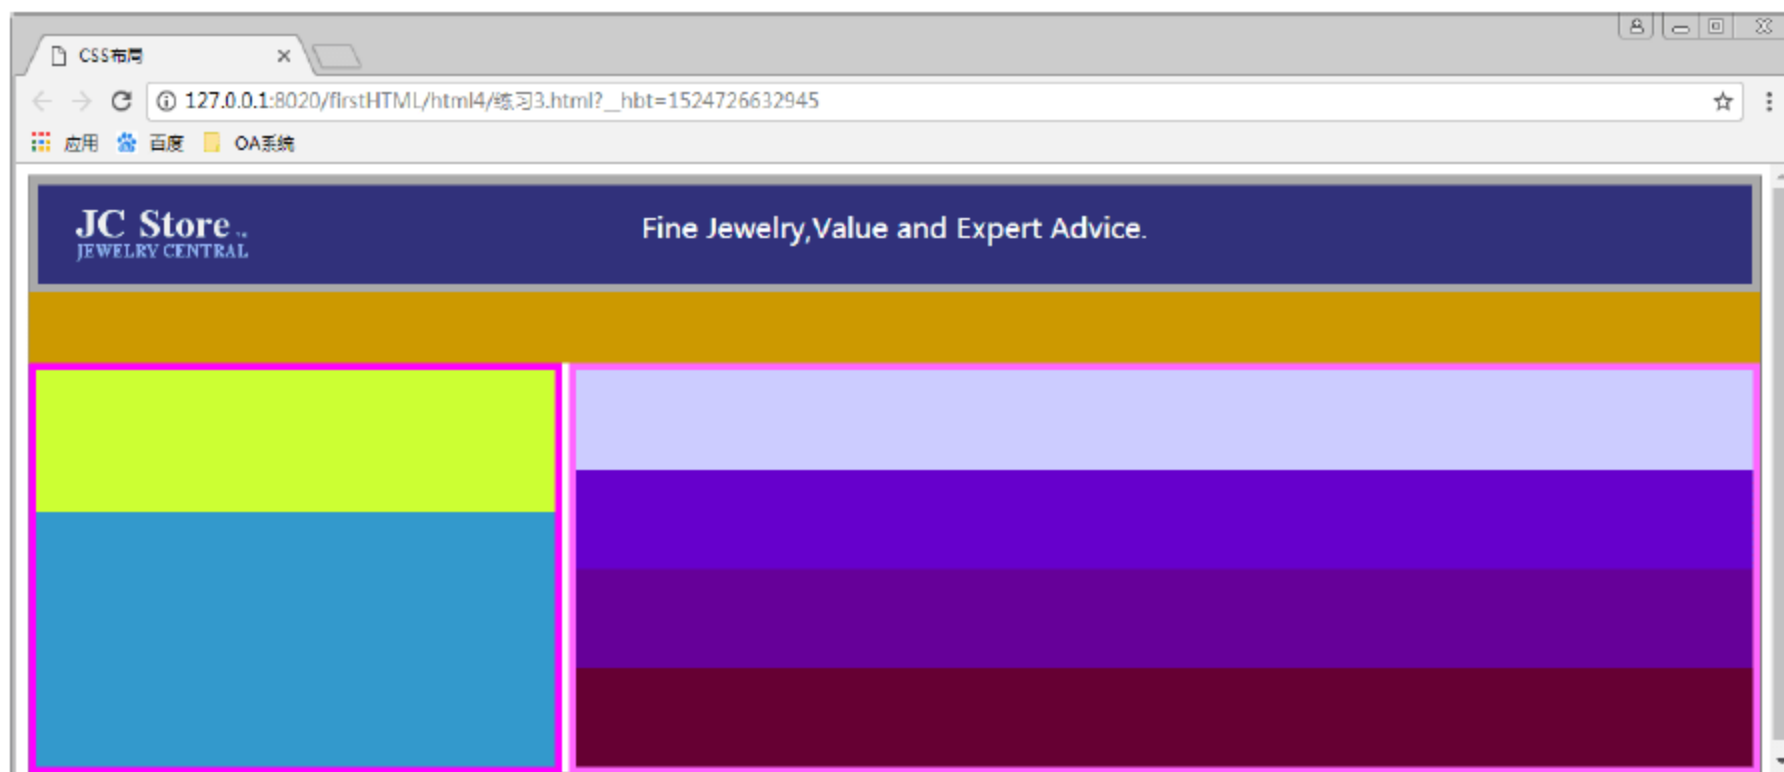 CSS布局
127.0.0.1:8020/firstHTML/html4/练习3.html?__hbt=1524726632945
应用 百度 OA系统
JC Store™ Fine Jewelry,Value and Expert Advice.
JEWELRY CENTRAL